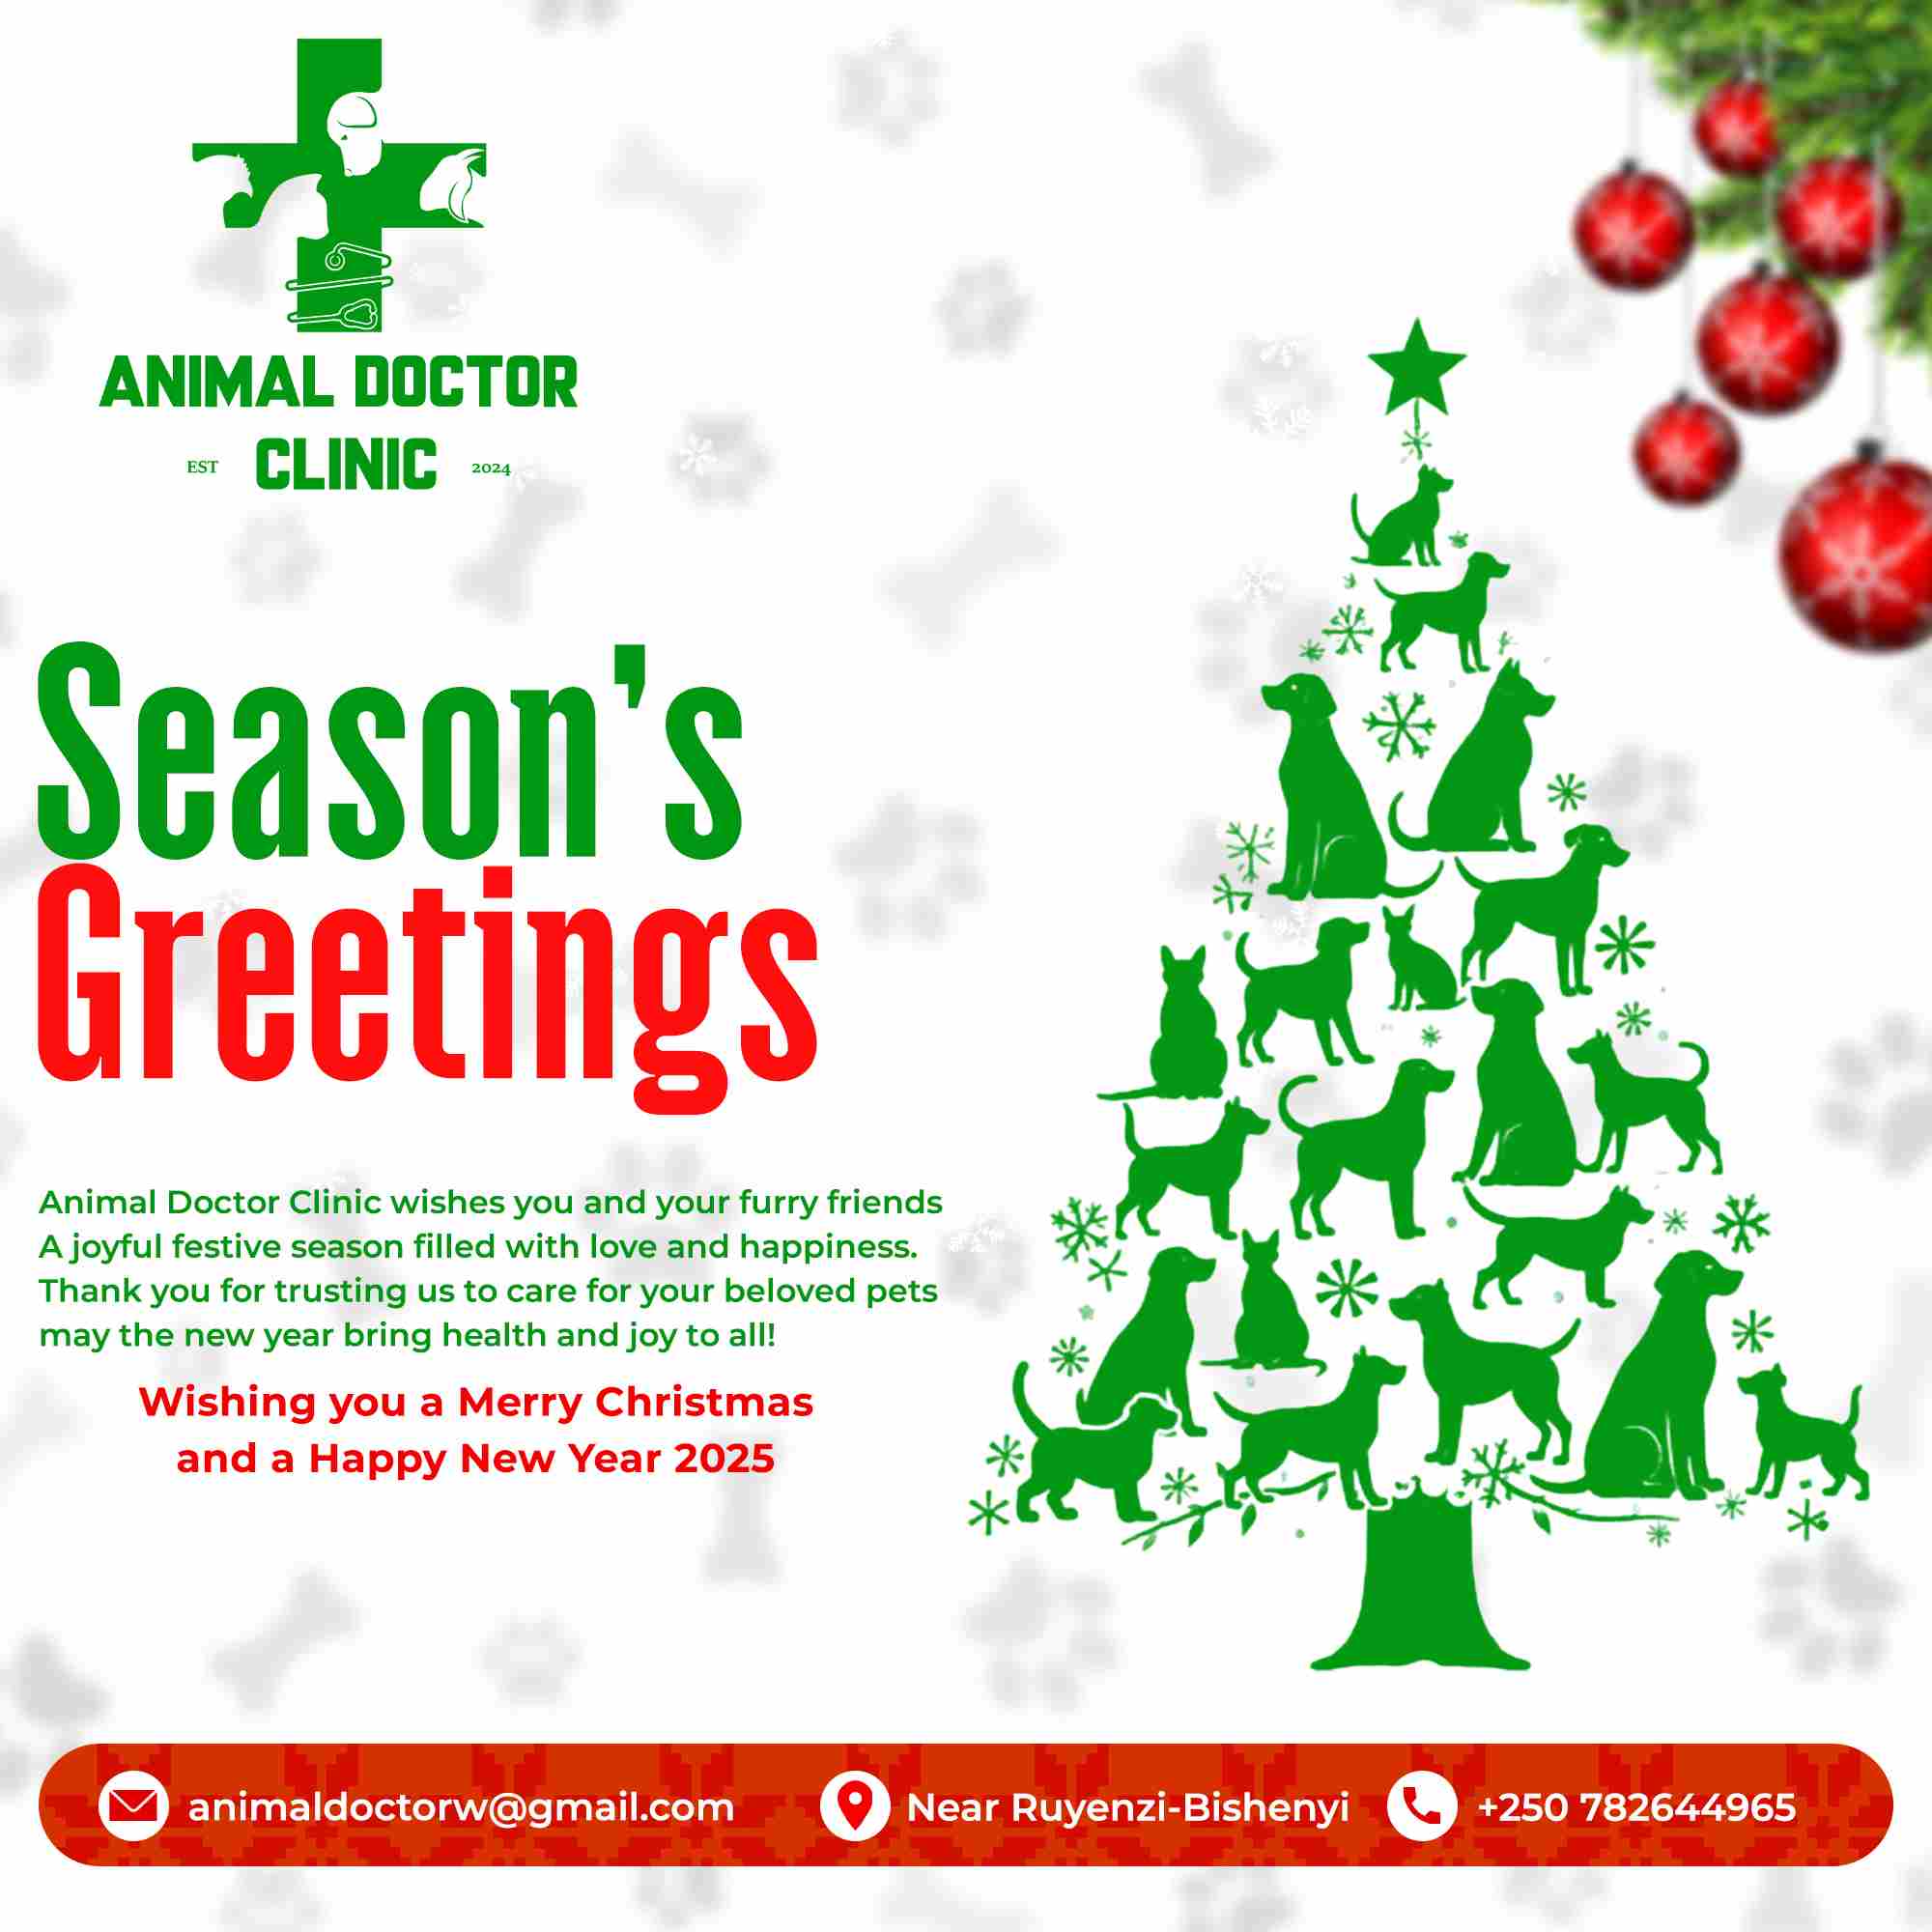 ANIMAL DOCTOR
EST CLINIC 2024
Season's
Greetings
Animal Doctor Clinic wishes you and your furry friends
A joyful festive season filled with love and happiness.
Thank you for trusting us to care for your beloved pets
may the new year bring health and joy to all!
Wishing you a Merry Christmas
and a Happy New Year 2025
animaldoctorw@gmail.com Near Ruyenzi-Bishenyi +250 782644965